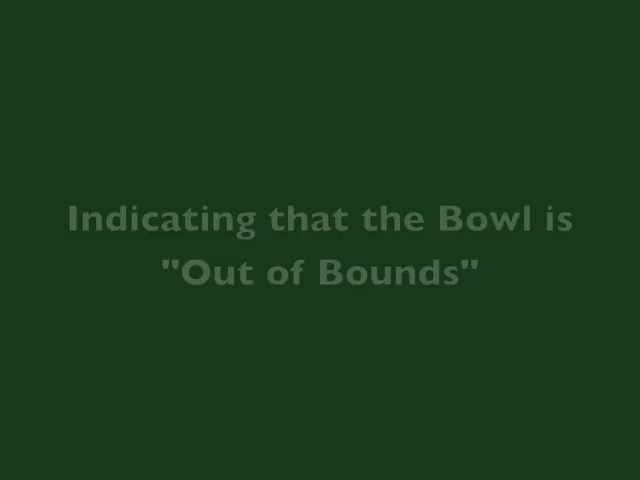 Indicating that the Bowl is
"Out of Bounds"